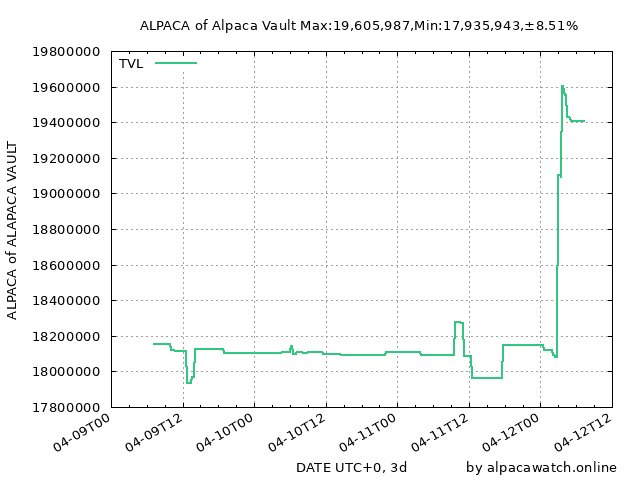 ALPACA of Alpaca Vault Max:19,605,987,Min:17,935,943,±8.51%
TVL
ALPACA of ALAPACA VAULT
19800000
19600000
19400000
19200000
19000000
18800000
18600000
18400000
18200000
18000000
17800000
04-09T00
04-09T12
04-10T00
04-10T12
04-11T00
04-11T12
04-12T00
04-12T12
DATE UTC+0, 3d
by alpacawatch.online